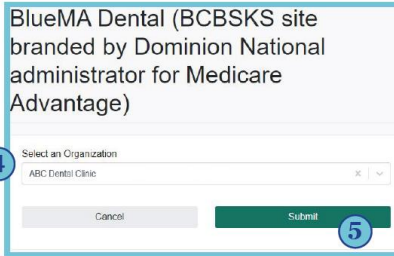 BlueMA Dental (BCBSKS site
branded by Dominion National
administrator for Medicare
Advantage)
Select an Organization
4
ABC Dental Clinic
Cancel
Submit
5